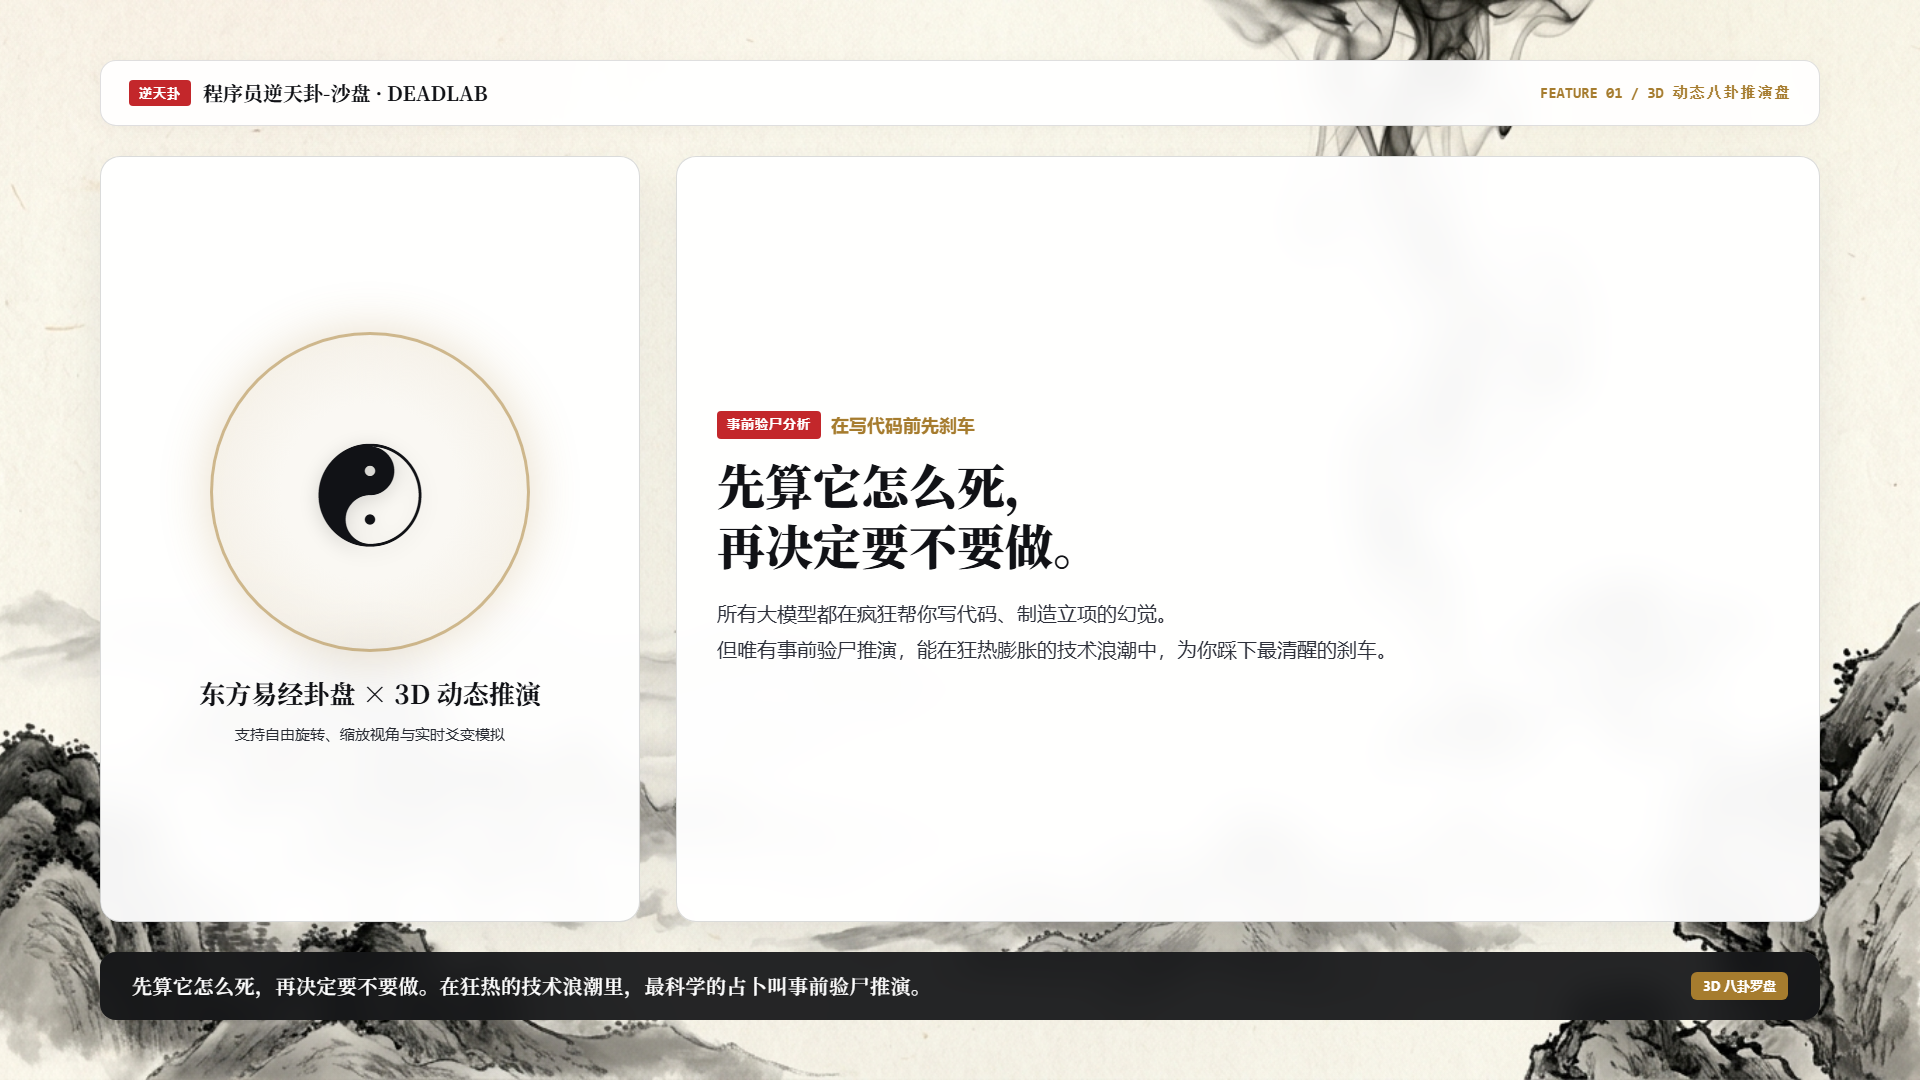 逆天卦 程序员逆天卦-沙盘 · DEADLAB
FEATURE 01 / 3D 动态八卦推演盘
东方易经卦盘 × 3D 动态推演
支持自由旋转、缩放视角与实时爻变模拟
事前验尸分析 在写代码前先刹车
先算它怎么死，
再决定要不要做。
所有大模型都在疯狂帮你写代码、制造立项的幻觉。
但唯有事前验尸推演，能在狂热膨胀的技术浪潮中，为你踩下最清醒的刹车。
先算它怎么死，再决定要不要做。在狂热的技术浪潮里，最科学的占卜叫事前验尸推演。
3D 八卦罗盘